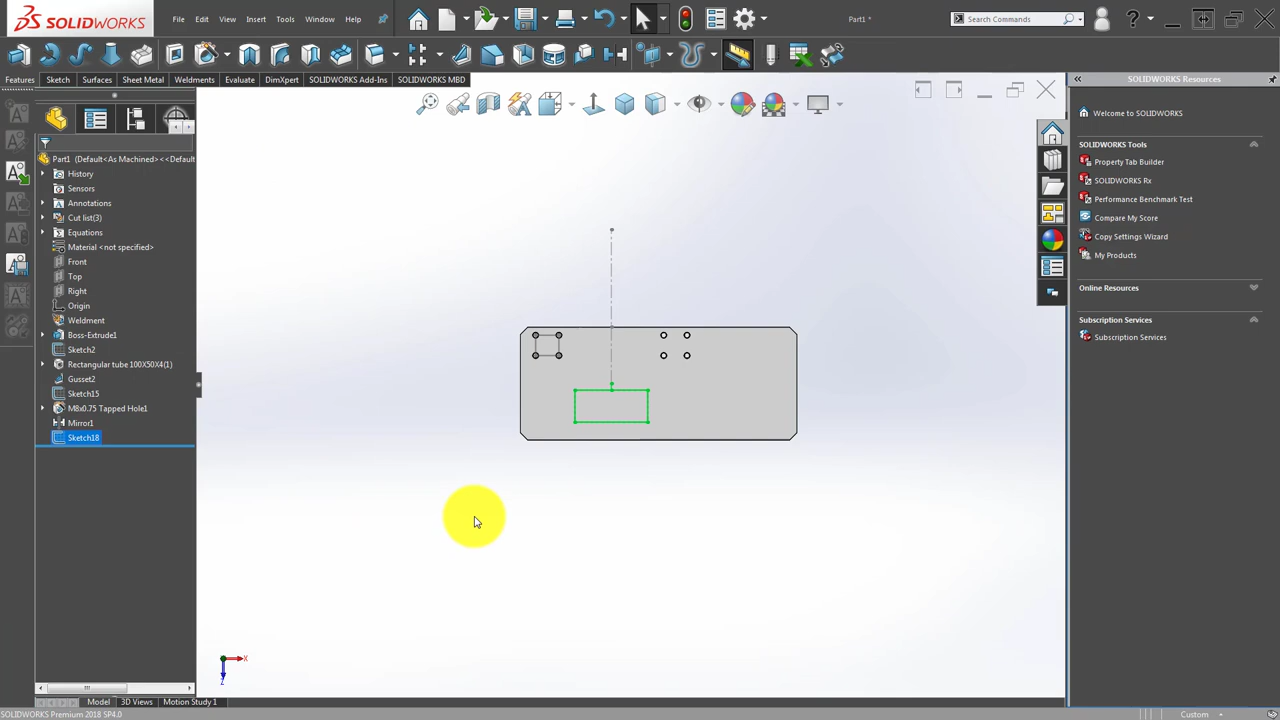 SOLIDWORKS
File
Edit
View
Insert
Tools
Window
Help
Part1 *
Search Commands
Features
Sketch
Surfaces
Sheet Metal
Weldments
Evaluate
DimXpert
SOLIDWORKS Add-Ins
SOLIDWORKS MBD
SOLIDWORKS Resources
Part1 (Default<As Machined><<Default
History
Sensors
Annotations
Cut list(3)
Equations
Material <not specified>
Front
Top
Right
Origin
Weldment
Boss-Extrude1
Sketch2
Rectangular tube 100X50X4(1)
Gusset2
Sketch15
M8x0.75 Tapped Hole1
Mirror1
Sketch18
Welcome to SOLIDWORKS
SOLIDWORKS Tools
Property Tab Builder
SOLIDWORKS Rx
Performance Benchmark Test
Compare My Score
Copy Settings Wizard
My Products
Online Resources
Subscription Services
Subscription Services
X
Z
Model
3D Views
Motion Study 1
SOLIDWORKS Premium 2018 SP4.0
Custom